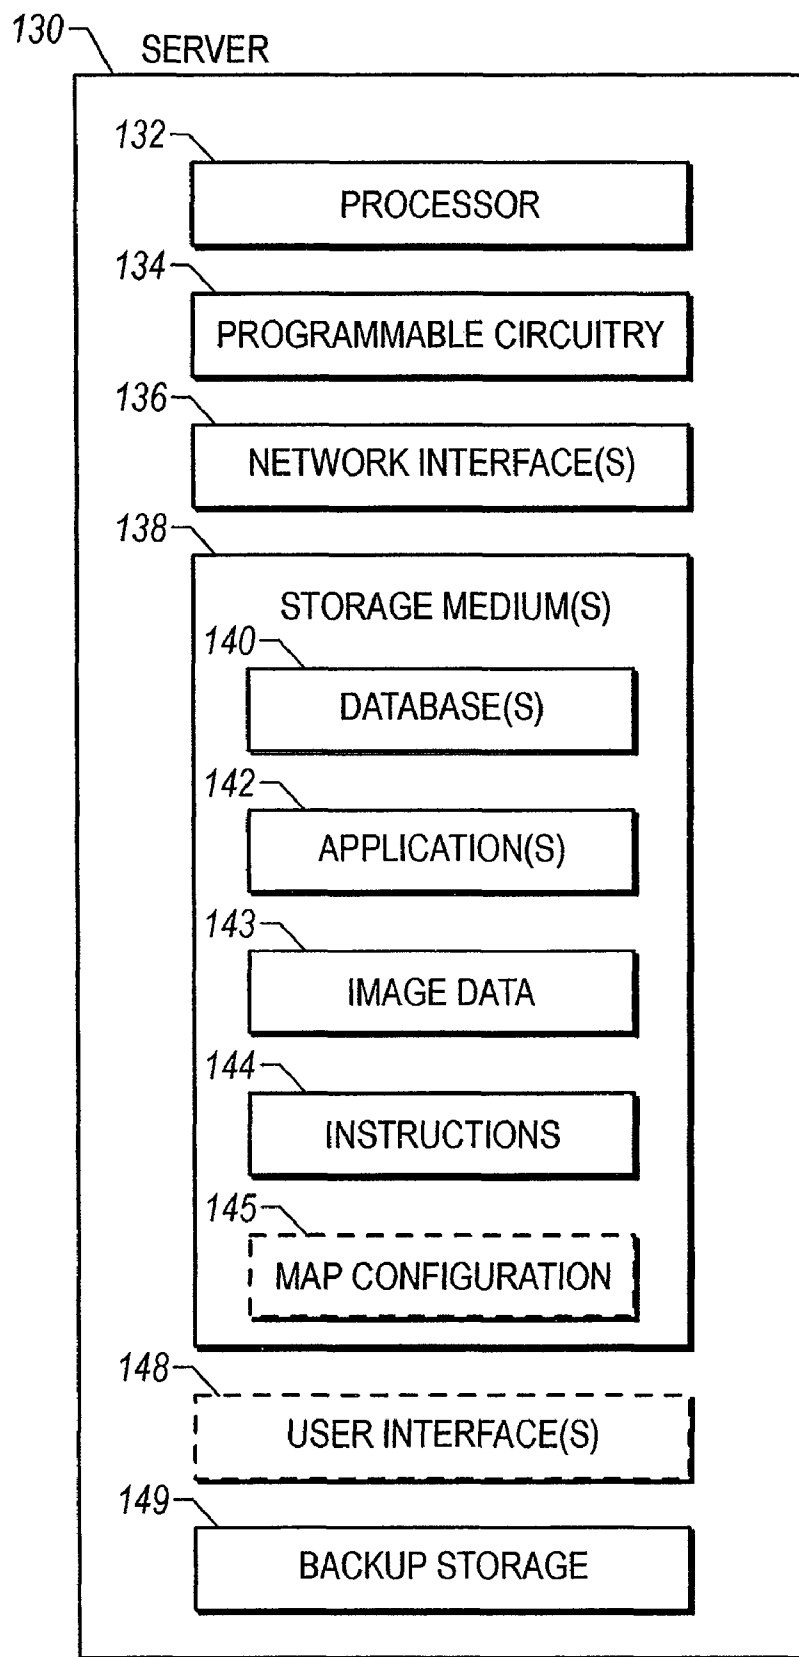 130
SERVER
132
PROCESSOR
134
PROGRAMMABLE CIRCUITRY
136
NETWORK INTERFACE(S)
138
STORAGE MEDIUM(S)
140
DATABASE(S)
142
APPLICATION(S)
143
IMAGE DATA
144
INSTRUCTIONS
145
MAP CONFIGURATION
148
USER INTERFACE(S)
149
BACKUP STORAGE